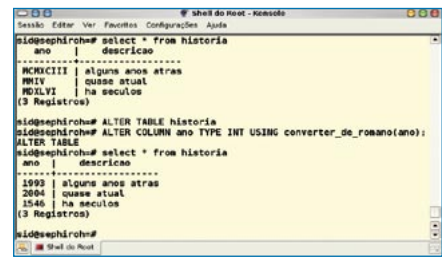 Shell do Root - Konsole
Sessão Editar Ver Favoritos Configurações Ajuda
sid@sephiroh=# select * from historia
ano | descricao
----------+------------------
MCMXCIII | alguns anos atras
MMIV | quase atual
MDXLVI | ha seculos
(3 Registros)
sid@sephiroh=# ALTER TABLE historia
sid@sephiroh=# ALTER COLUMN ano TYPE INT USING converter_de_romano(ano);
ALTER TABLE
sid@sephiroh=# select * from historia
ano | descricao
------+------------------
1993 | alguns anos atras
2004 | quase atual
1546 | ha seculos
(3 Registros)
sid@sephiroh=#
Shell do Root